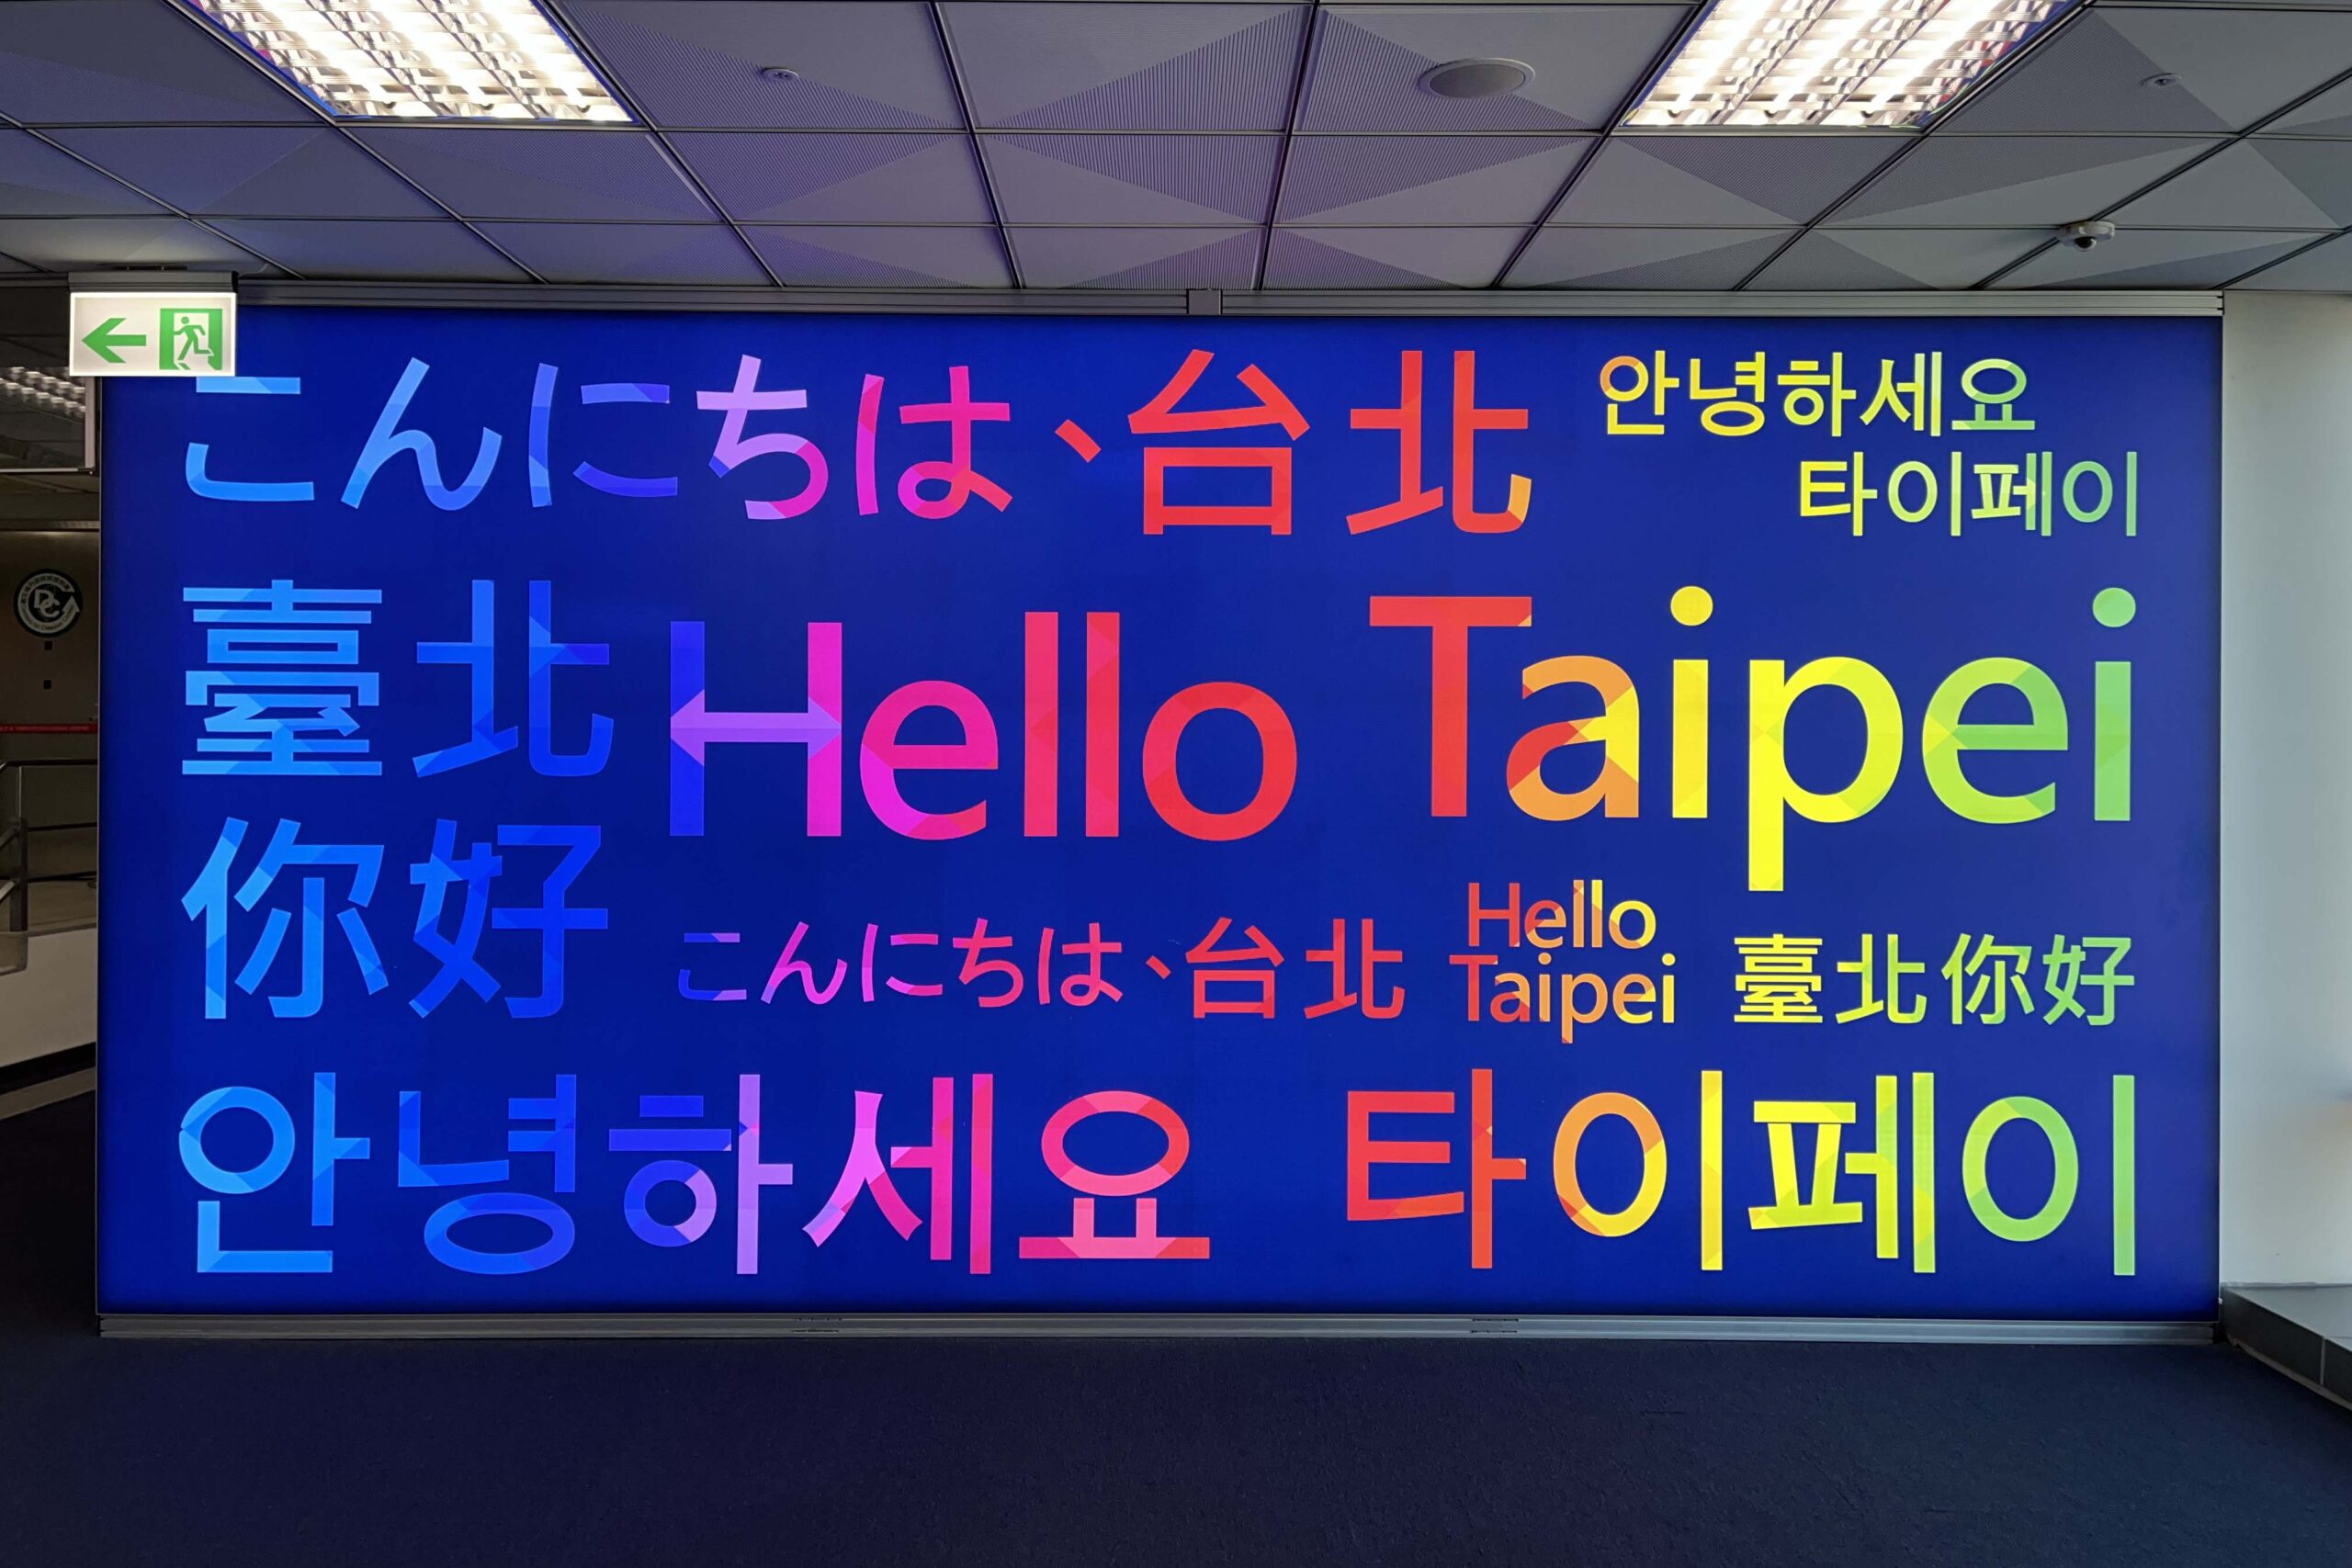 こんにちは、台北
안녕하세요
타이페이
臺北
你好
Hello Taipei
こんにちは、台北
Hello
Taipei
臺北你好
안녕하세요 타이페이